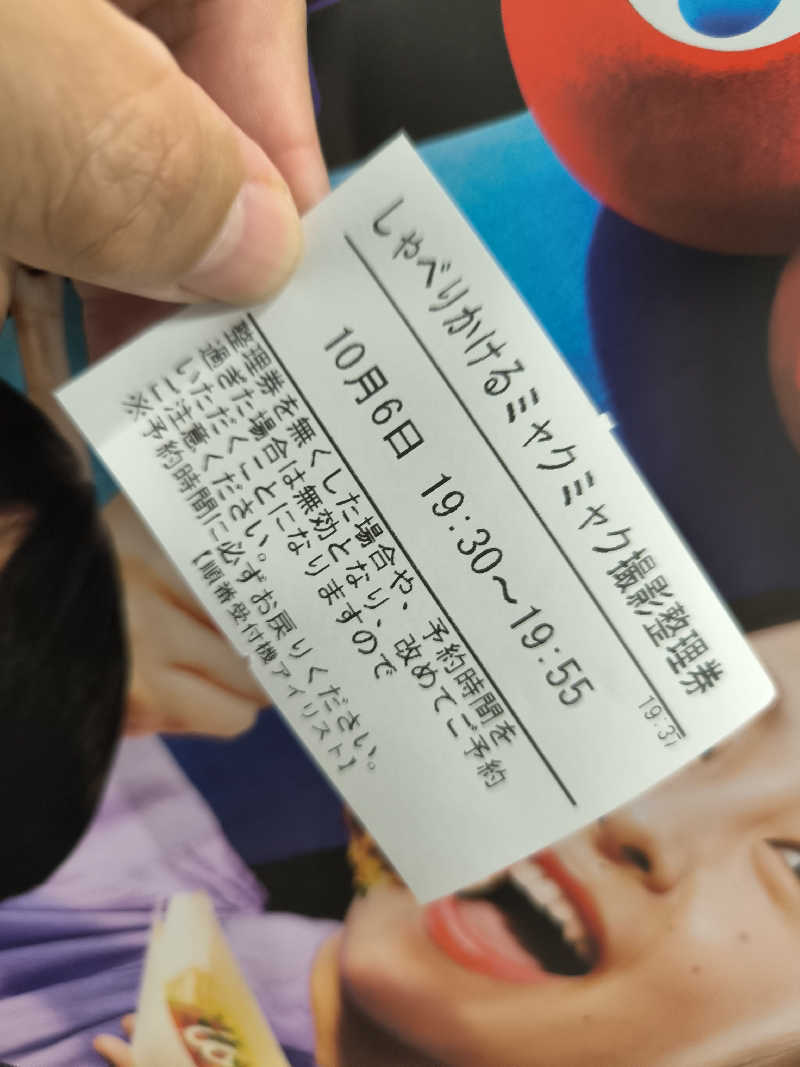 しゃべりかけるミャクミャク撮影整理券
19:37
10月6日 19:30～19:55
整理券を無くした場合や、予約時間を
過ぎた場合は無効となり、改めてご予約
いただくことになりますので
ご注意ください。
※予約時間に必ずお戻りください。
【順番受付機アイリスト】